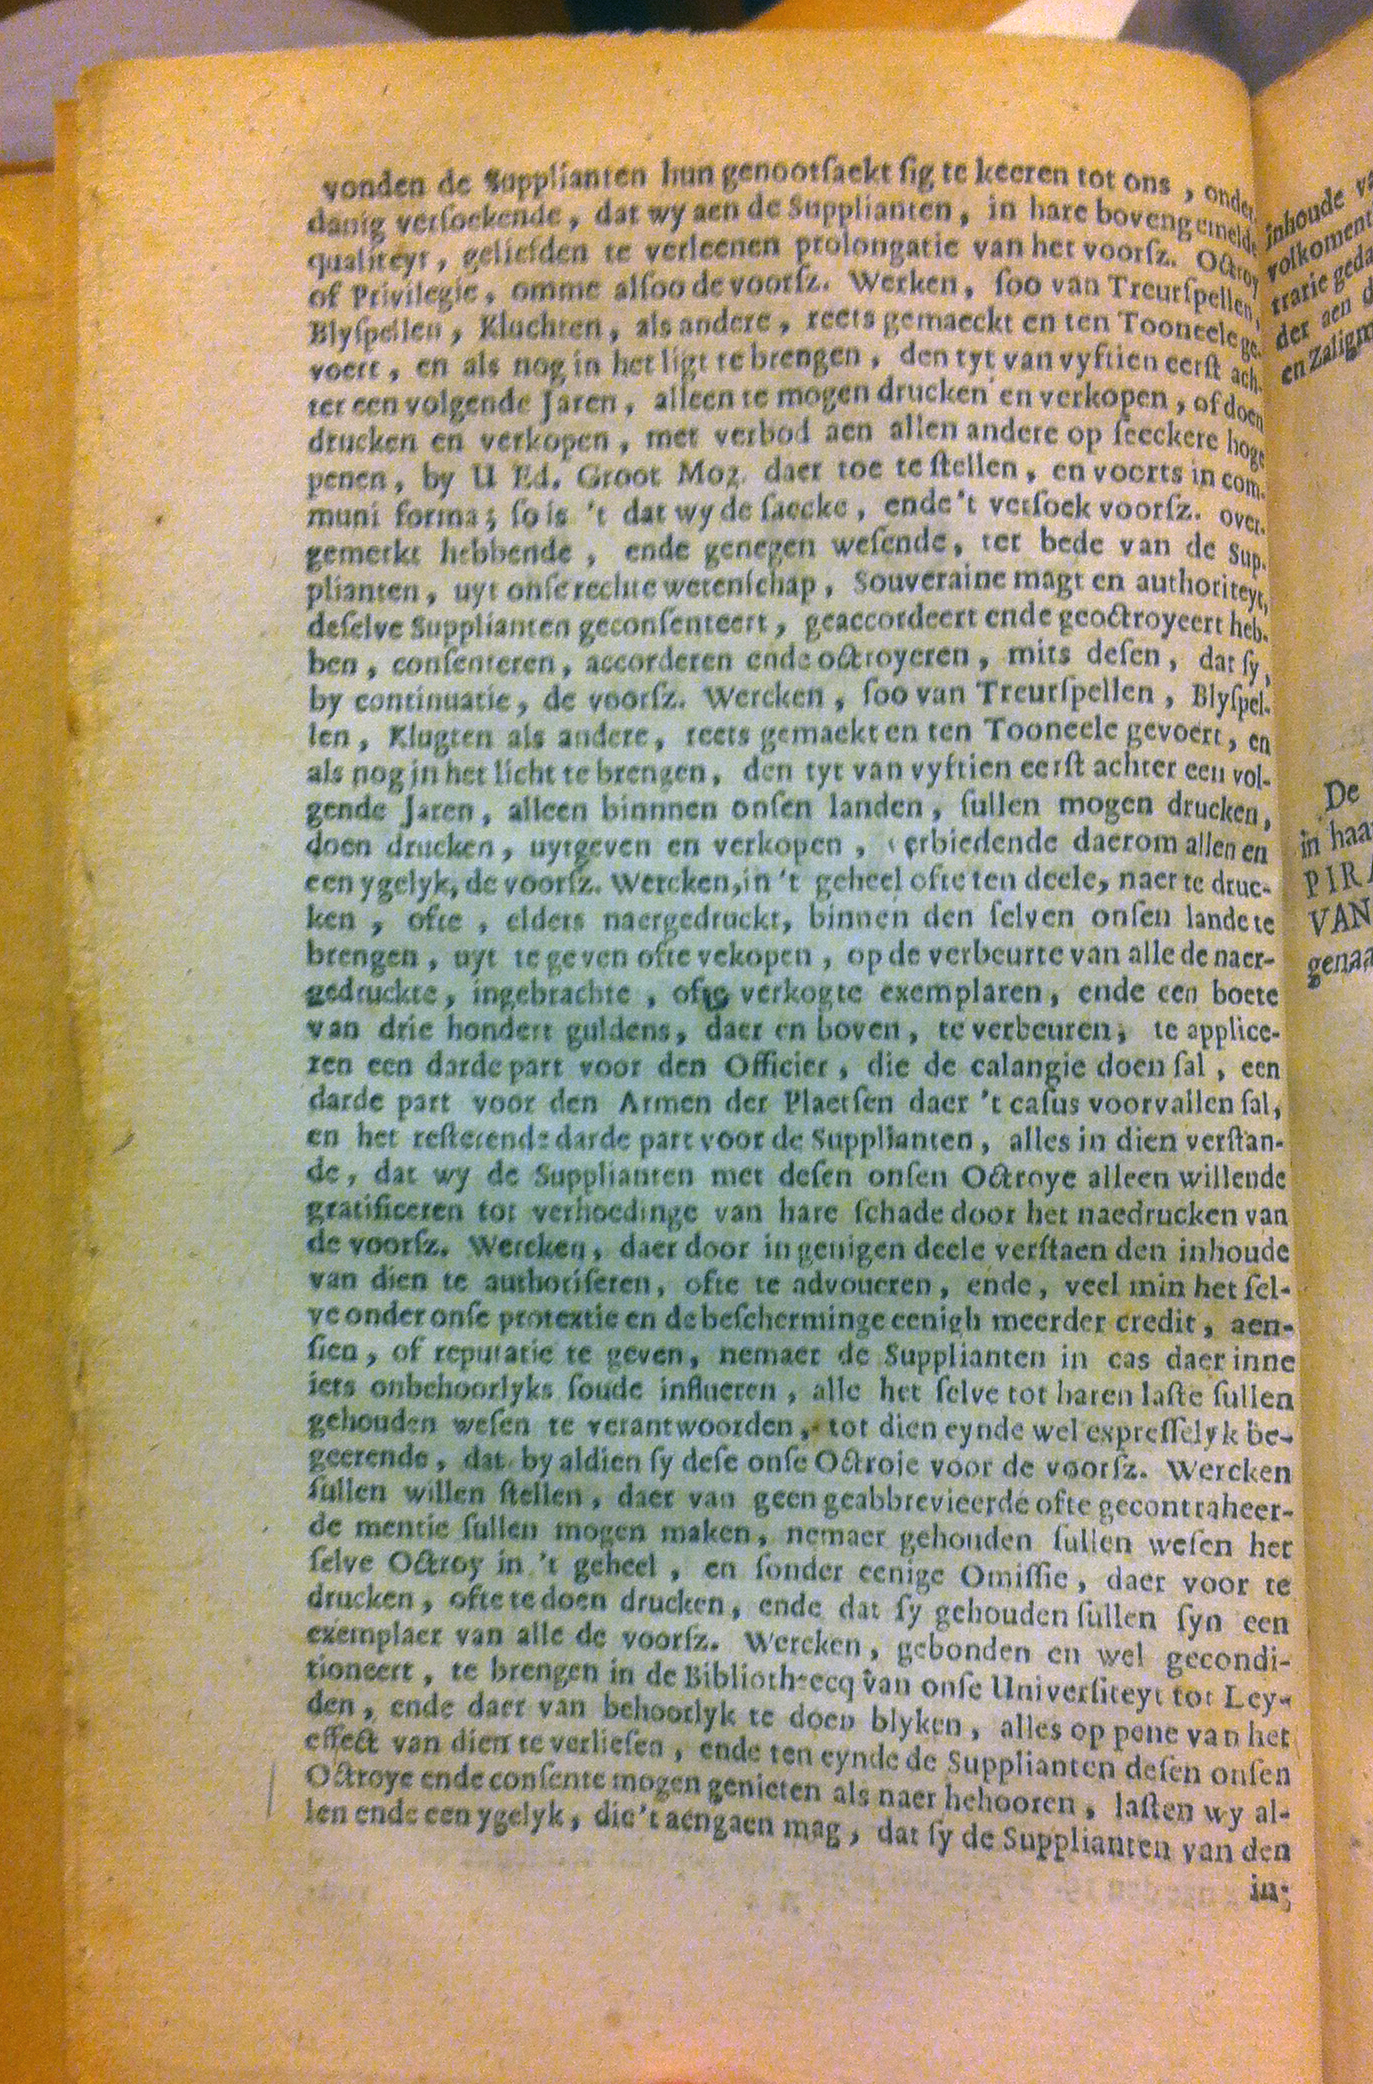 vonden de Supplianten hun genootſaekt ſig te keeren tot ons, onder
danig verſoekende, dat wy aen de Supplianten, in hare bovengemelde
qualiteyt, geliefden te verleenen prolongatie van het voorſz. Octroy
of Privilegie, omme alſoo de voorſz. Werken, ſoo van Treurſpellen,
Blyſpellen, Kluchten, als andere, reets gemaeckt en ten Tooneele ge-
voert, en als nog in het ligt te brengen, den tyt van vyftien eerſt ach-
ter een volgende Jaren, alleen te mogen drucken en verkopen, of doen
drucken en verkopen, met verbod aen allen andere op ſeeckere hoge
penen, by U Ed. Groot Mog. daer toe te ſtellen, en voorts in com-
muni forma; ſo is 't dat wy de ſaecke, ende 't verſoek voorſz. over-
gemerkt hebbende, ende genegen weſende, ter bede van de Sup-
plianten, uyt onſe rechte wetenſchap, Souveraine magt en authoriteyt,
deſelve Supplianten geconſenteert, geaccordeert ende geoctroyeert heb-
ben, conſenteren, accorderen ende octroyeren, mits deſen, dat ſy,
by continuatie, de voorſz. Wercken, ſoo van Treurſpellen, Blyſpel-
len, Klugten als andere, reets gemaekt en ten Tooneele gevoert, en
als nog in het licht te brengen, den tyt van vyftien eerſt achter een vol-
gende Jaren, alleen binnnen onſen landen, ſullen mogen drucken,
doen drucken, uytgeven en verkopen, verbiedende daerom allen en
een ygelyk, de voorſz. Wercken, in 't geheel ofte ten deele, naer te druc-
ken, ofte, elders naergedruckt, binnen den ſelven onſen lande te
brengen, uyt te geven ofte vekopen, op de verbeurte van alle de naer-
gedruckte, ingebrachte, ofte verkogte exemplaren, ende een boete
van drie hondert guldens, daer en boven, te verbeuren, te applice-
ren een darde part voor den Officier, die de calangie doen ſal, een
darde part voor den Armen der Plaetſen daer 't caſus voorvallen ſal,
en het reſterende darde part voor de Supplianten, alles in dien verſtan-
de, dat wy de Supplianten met deſen onſen Octroye alleen willende
gratificeren tot verhoedinge van hare ſchade door het naedrucken van
de voorſz. Wercken, daer door in genigen deele verſtaen den inhoude
van dien te authoriſeren, ofte te advoueren, ende, veel min het ſel-
ve onder onſe protextie en de beſcherminge eenigh meerder credit, aen-
ſien, of reputatie te geven, nemaer de Supplianten in cas daer inne
iets onbehoorlyks ſoude influeren, alle het ſelve tot haren laſte ſullen
gehouden weſen te verantwoorden, tot dien eynde wel expreſſelyk be-
geerende, dat by aldien ſy deſe onſe Octroie voor de voorſz. Wercken
ſullen willen ſtellen, daer van geen geabbrevieerde ofte gecontraheer-
de mentie ſullen mogen maken, nemaer gehouden ſullen weſen het
ſelve Octroy in 't geheel, en ſonder eenige Omiſſie, daer voor te
drucken, ofte te doen drucken, ende dat ſy gehouden ſullen ſyn een
exemplaer van alle de voorſz. Wercken, gebonden en wel gecondi-
tioneert, te brengen in de Bibliotheecq van onſe Univerſiteyt tot Ley-
den, ende daer van behoorlyk te doen blyken, alles op pene van het
effect van dien te verlieſen, ende ten eynde de Supplianten deſen onſen
Octroye ende conſente mogen genieten als naer behooren, laſten wy al-
len ende een ygelyk, die 't aengaen mag, dat ſy de Supplianten van den
in-
inhoude
volkoment
tratie geda
der aen
en Zaligm
De
in haa
PIR
VAN
genaa